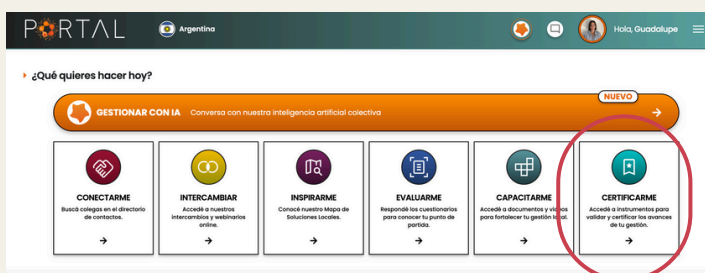 PORTAL
Argentina
Hola, Guadalupe
¿Qué quieres hacer hoy?
NUEVO
GESTIONAR CON IA Conversa con nuestra inteligencia artificial colectiva
CONECTARME
Buscá colegas en el directorio
de contactos.
INTERCAMBIAR
Accedé a nuestros
intercambios y webinarios
online.
INSPIRARME
Conocé nuestro Mapa de
Soluciones Locales.
EVALUARME
Respondé los cuestionarios
para conocer tu punto de
partida.
CAPACITARME
Accedé a documentos y videos
para fortalecer tu gestión local.
CERTIFICARME
Accedé a instrumentos para
validar y certificar los avances
de tu gestión.